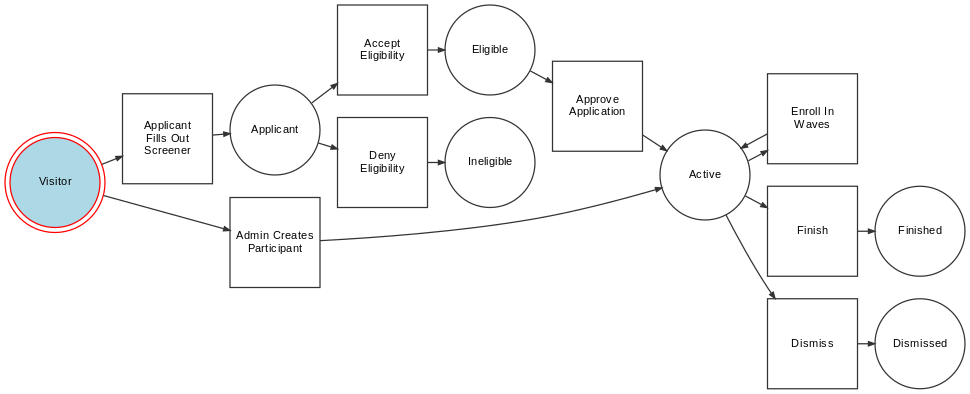 Visitor
Applicant
Fills Out
Screener
Applicant
Accept
Eligibility
Eligible
Deny
Eligibility
Ineligible
Admin Creates
Participant
Approve
Application
Active
Enroll In
Waves
Finish
Finished
Dismiss
Dismissed